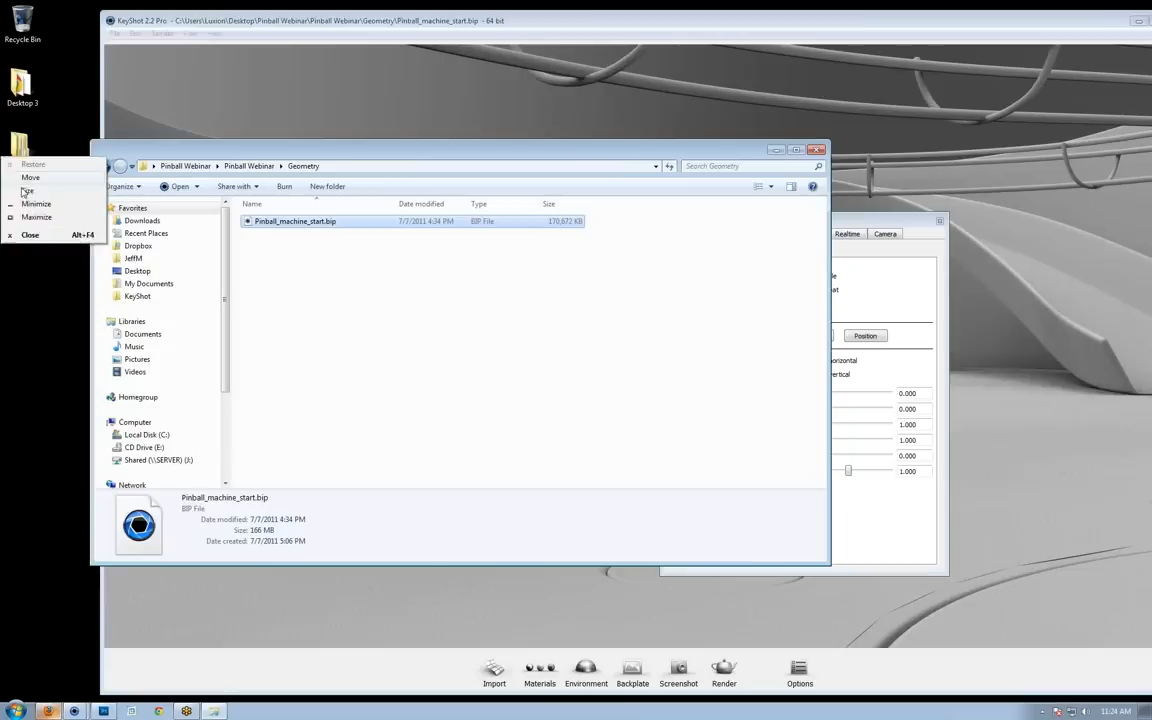 KeyShot 2.2 Pro - C:\Users\Luxion\Desktop\Pinball Webinar\Pinball Webinar\Geometry\Pinball_machine_start.bip - 64 bit
Recycle Bin
Desktop 3
Restore
Move
Minimize
Maximize
Close Alt+F4
Pinball Webinar Pinball Webinar Geometry
Search Geometry
Organize Open Share with Burn New folder
Name Date modified Type Size
Pinball_machine_start.bip 7/7/2011 4:34 PM BIP File 170,672 KB
Favorites
Downloads
Recent Places
Dropbox
JeffM
Desktop
My Documents
KeyShot
Libraries
Documents
Music
Pictures
Videos
Homegroup
Computer
Local Disk (C:)
CD Drive (E:)
Shared (\\SERVER) (J:)
Network
Pinball_machine_start.bip
BIP File
Date modified: 7/7/2011 4:34 PM
Size: 166 MB
Date created: 7/7/2011 5:06 PM
Realtime Camera
Position
0.000
0.000
1.000
1.000
0.000
1.000
Import Materials Environment Backplate Screenshot Render Options
11:24 AM